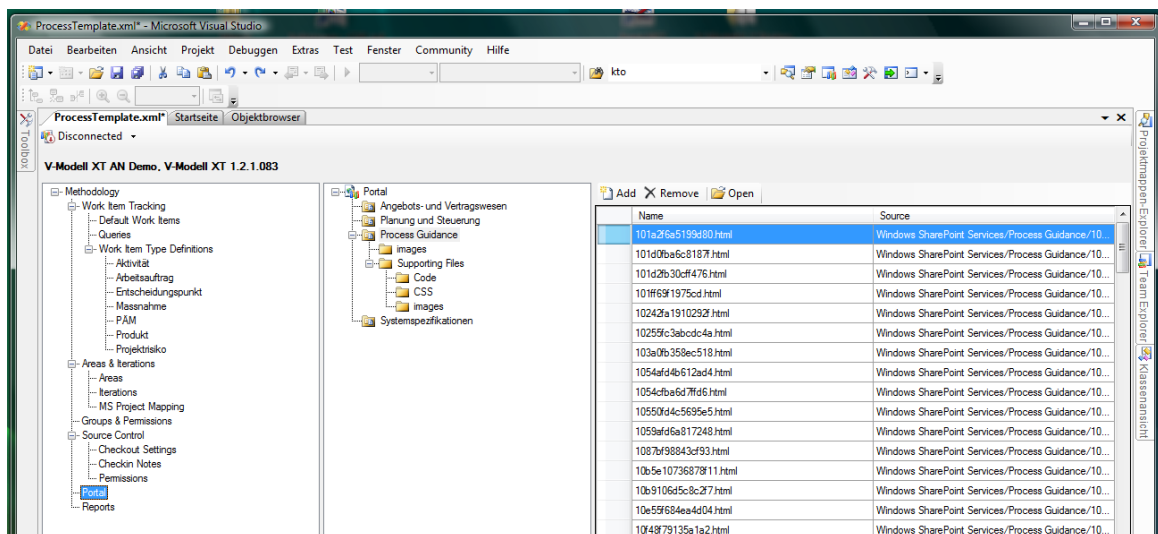 ProcessTemplate.xml* - Microsoft Visual Studio
Datei Bearbeiten Ansicht Projekt Debuggen Extras Test Fenster Community Hilfe
kto
ProcessTemplate.xml* Startseite Objektbrowser
Toolbox
Disconnected
V-Modell XT AN Demo, V-Modell XT 1.2.1.083
Methodology
Work Item Tracking
Default Work Items
Queries
Work Item Type Definitions
Aktivität
Arbeitsauftrag
Entscheidungspunkt
Massnahme
PÄM
Produkt
Projektrisiko
Areas & Iterations
Areas
Iterations
MS Project Mapping
Groups & Permissions
Source Control
Checkout Settings
Checkin Notes
Permissions
Portal
Reports
Portal
Angebots- und Vertragswesen
Planung und Steuerung
Process Guidance
images
Supporting Files
Code
CSS
images
Systemspezifikationen
Add Remove Open
Name Source
101a2f6a5199d80.html Windows SharePoint Services/Process Guidance/10...
101d0fba6c8187f.html Windows SharePoint Services/Process Guidance/10...
101d2fb30cff476.html Windows SharePoint Services/Process Guidance/10...
101ff69f1975cd.html Windows SharePoint Services/Process Guidance/10...
10242fa1910292f.html Windows SharePoint Services/Process Guidance/10...
10255fc3abcdc4a.html Windows SharePoint Services/Process Guidance/10...
103a0fb358ec518.html Windows SharePoint Services/Process Guidance/10...
1054afd4b612ad4.html Windows SharePoint Services/Process Guidance/10...
1054cfba6d7ffd6.html Windows SharePoint Services/Process Guidance/10...
10550fd4c5695e5.html Windows SharePoint Services/Process Guidance/10...
1059afd6a817248.html Windows SharePoint Services/Process Guidance/10...
1087bf98843cf93.html Windows SharePoint Services/Process Guidance/10...
10b5e10736878f11.html Windows SharePoint Services/Process Guidance/10...
10b9106d5c8c2f7.html Windows SharePoint Services/Process Guidance/10...
10e55f684ea4d04.html Windows SharePoint Services/Process Guidance/10...
10f48f79135a1a2.html Windows SharePoint Services/Process Guidance/10...
Projektmappen-Explorer
Team Explorer
Klassenansicht